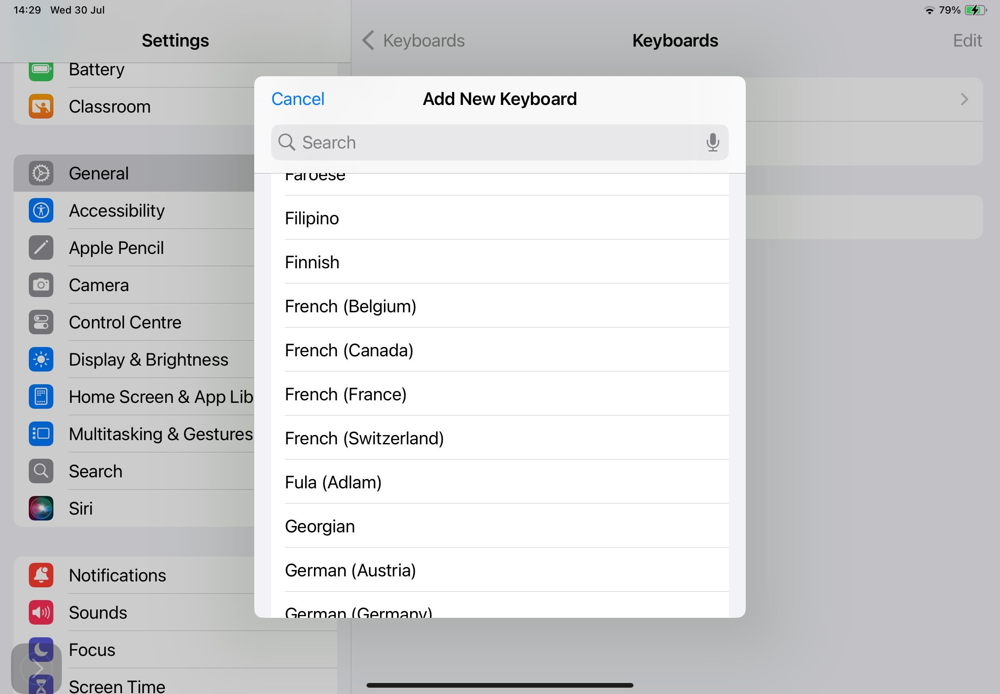 14:29 Wed 30 Jul
79%
Settings
Battery
Classroom
General
Accessibility
Apple Pencil
Camera
Control Centre
Display & Brightness
Home Screen & App Lib
Multitasking & Gestures
Search
Siri
Notifications
Sounds
Focus
Screen Time
Keyboards
Keyboards
Edit
Cancel
Add New Keyboard
Search
Faroese
Filipino
Finnish
French (Belgium)
French (Canada)
French (France)
French (Switzerland)
Fula (Adlam)
Georgian
German (Austria)
German (Germany)